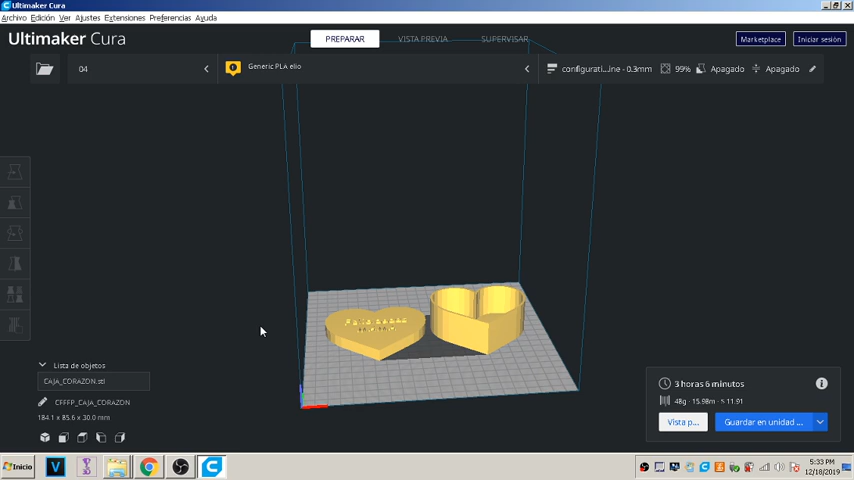 Ultimaker Cura
Archivo Edición Ver Ajustes Extensiones Preferencias Ayuda
Ultimaker Cura
PREPARAR
VISTA PREVIA
SUPERVISAR
Marketplace
Iniciar sesión
04
Generic PLA elio
configurati...ine - 0.3mm
99%
Apagado
Apagado
Lista de objetos
CAJA_CORAZON.stl
CFFFP_CAJA_CORAZON
184.1 x 85.6 x 30.0 mm
3 horas 6 minutos
48g · 15.98m · $ 11.91
Vista p...
Guardar en unidad ...
Inicio
5:33 PM
12/18/2019